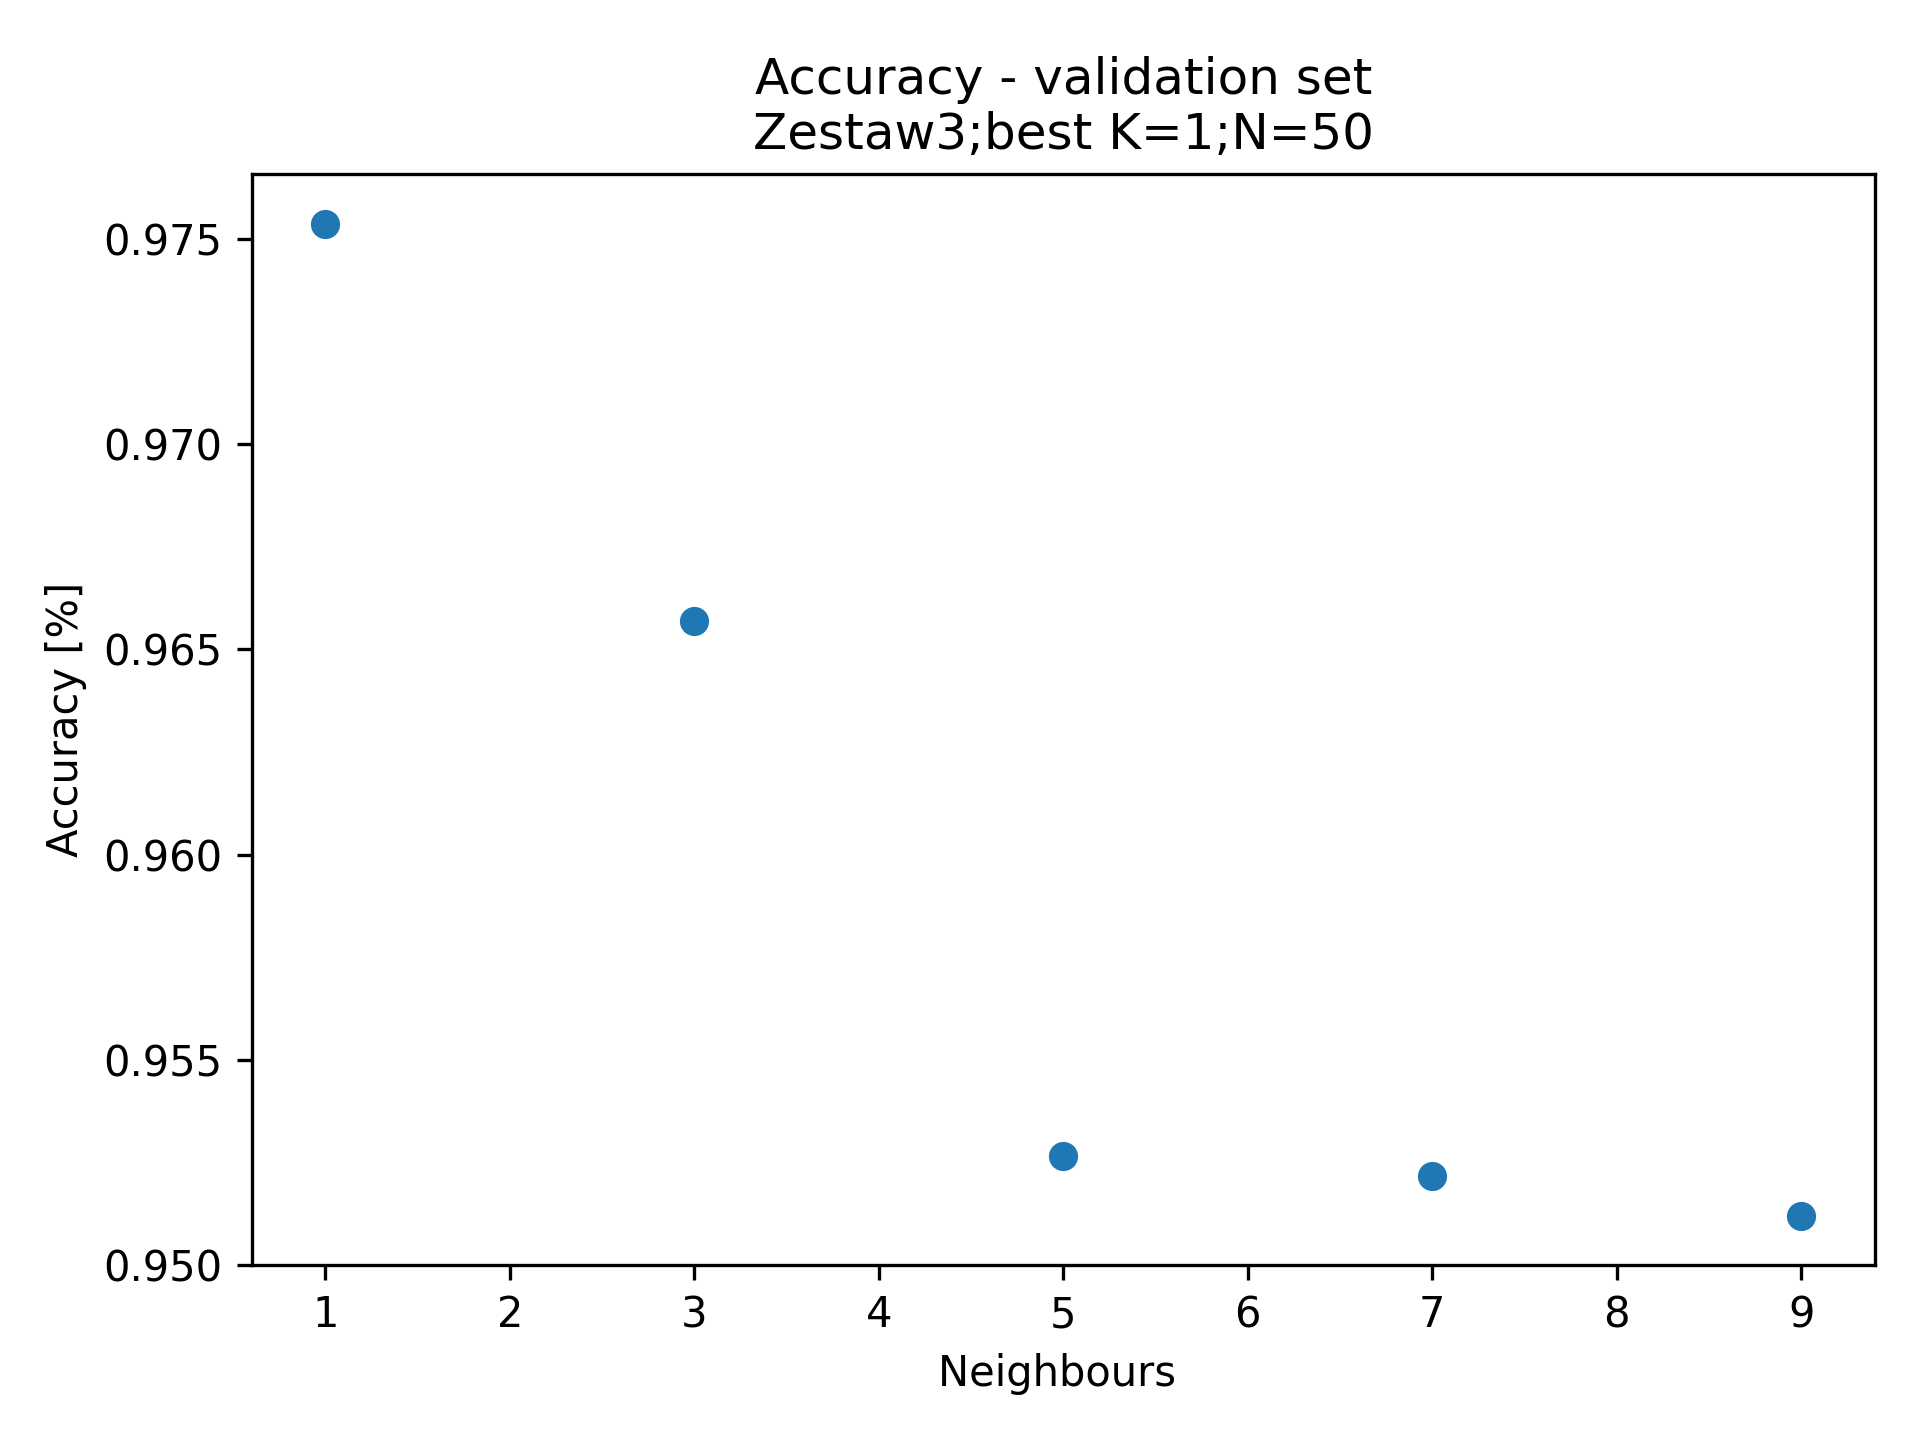 Accuracy - validation set
Zestaw3;best K=1;N=50
Accuracy [%]
0.975
0.970
0.965
0.960
0.955
0.950
1 2 3 4 5 6 7 8 9
Neighbours